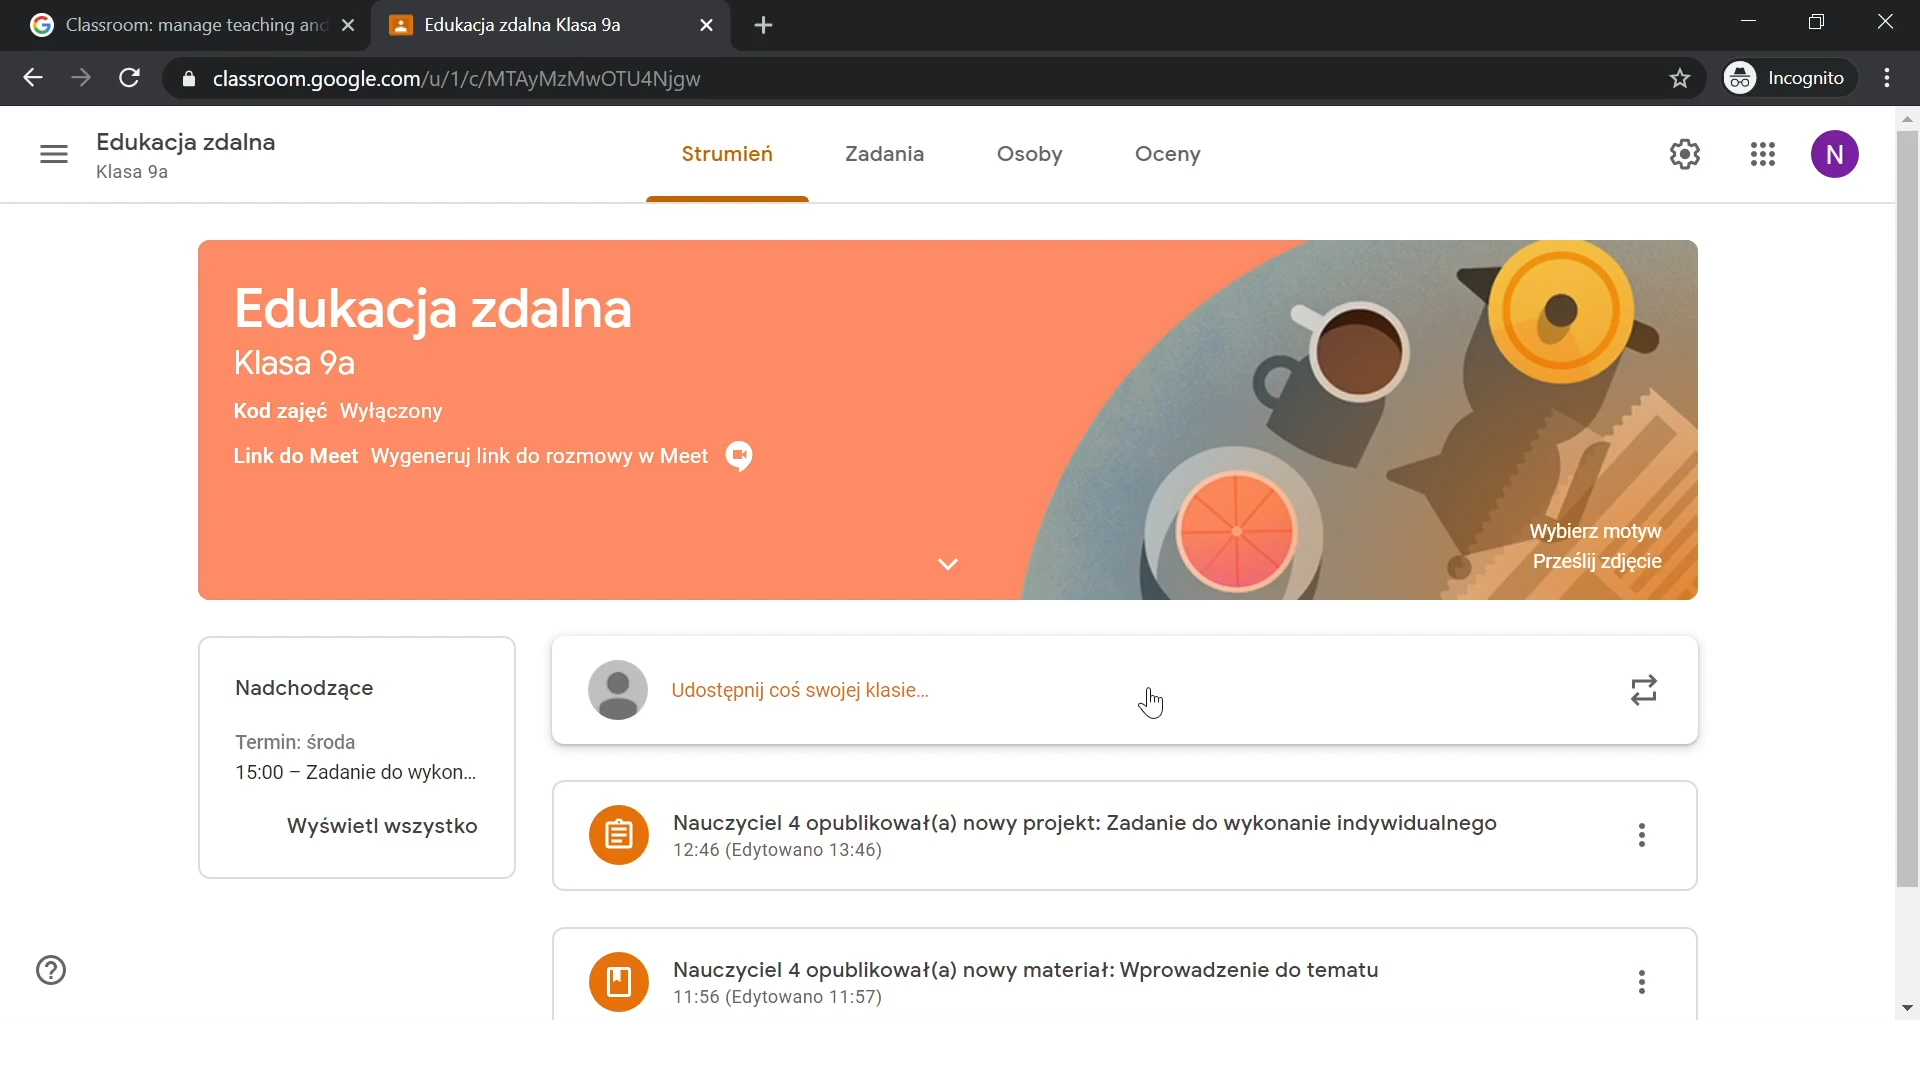 Classroom: manage teaching and
Edukacja zdalna Klasa 9a
classroom.google.com/u/1/c/MTAyMzMwOTU4Njgw
Incognito
Edukacja zdalna
Klasa 9a
Strumień
Zadania
Osoby
Oceny
N
Edukacja zdalna
Klasa 9a
Kod zajęć Wyłączony
Link do Meet Wygeneruj link do rozmowy w Meet
Wybierz motyw
Prześlij zdjęcie
Nadchodzące
Termin: środa
15:00 – Zadanie do wykon...
Wyświetl wszystko
Udostępnij coś swojej klasie...
Nauczyciel 4 opublikował(a) nowy projekt: Zadanie do wykonanie indywidualnego
12:46 (Edytowano 13:46)
Nauczyciel 4 opublikował(a) nowy materiał: Wprowadzenie do tematu
11:56 (Edytowano 11:57)